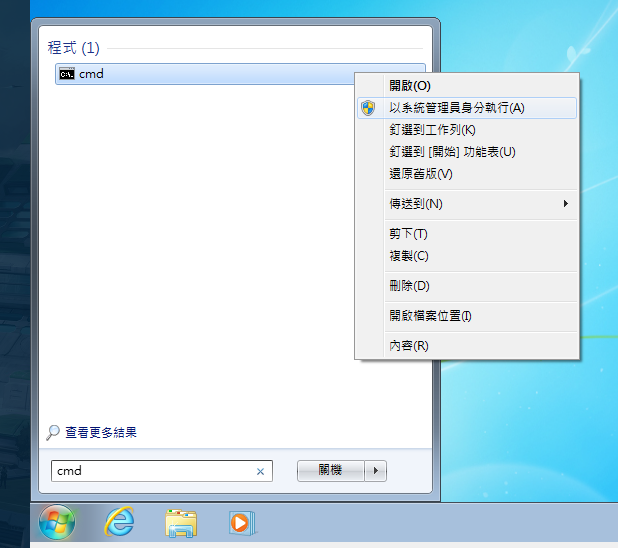 程式 (1)
cmd
開啟(O)
以系統管理員身分執行(A)
釘選到工作列(K)
釘選到 [開始] 功能表(U)
還原舊版(V)
傳送到(N)
剪下(T)
複製(C)
刪除(D)
開啟檔案位置(I)
內容(R)
查看更多結果
cmd
關機